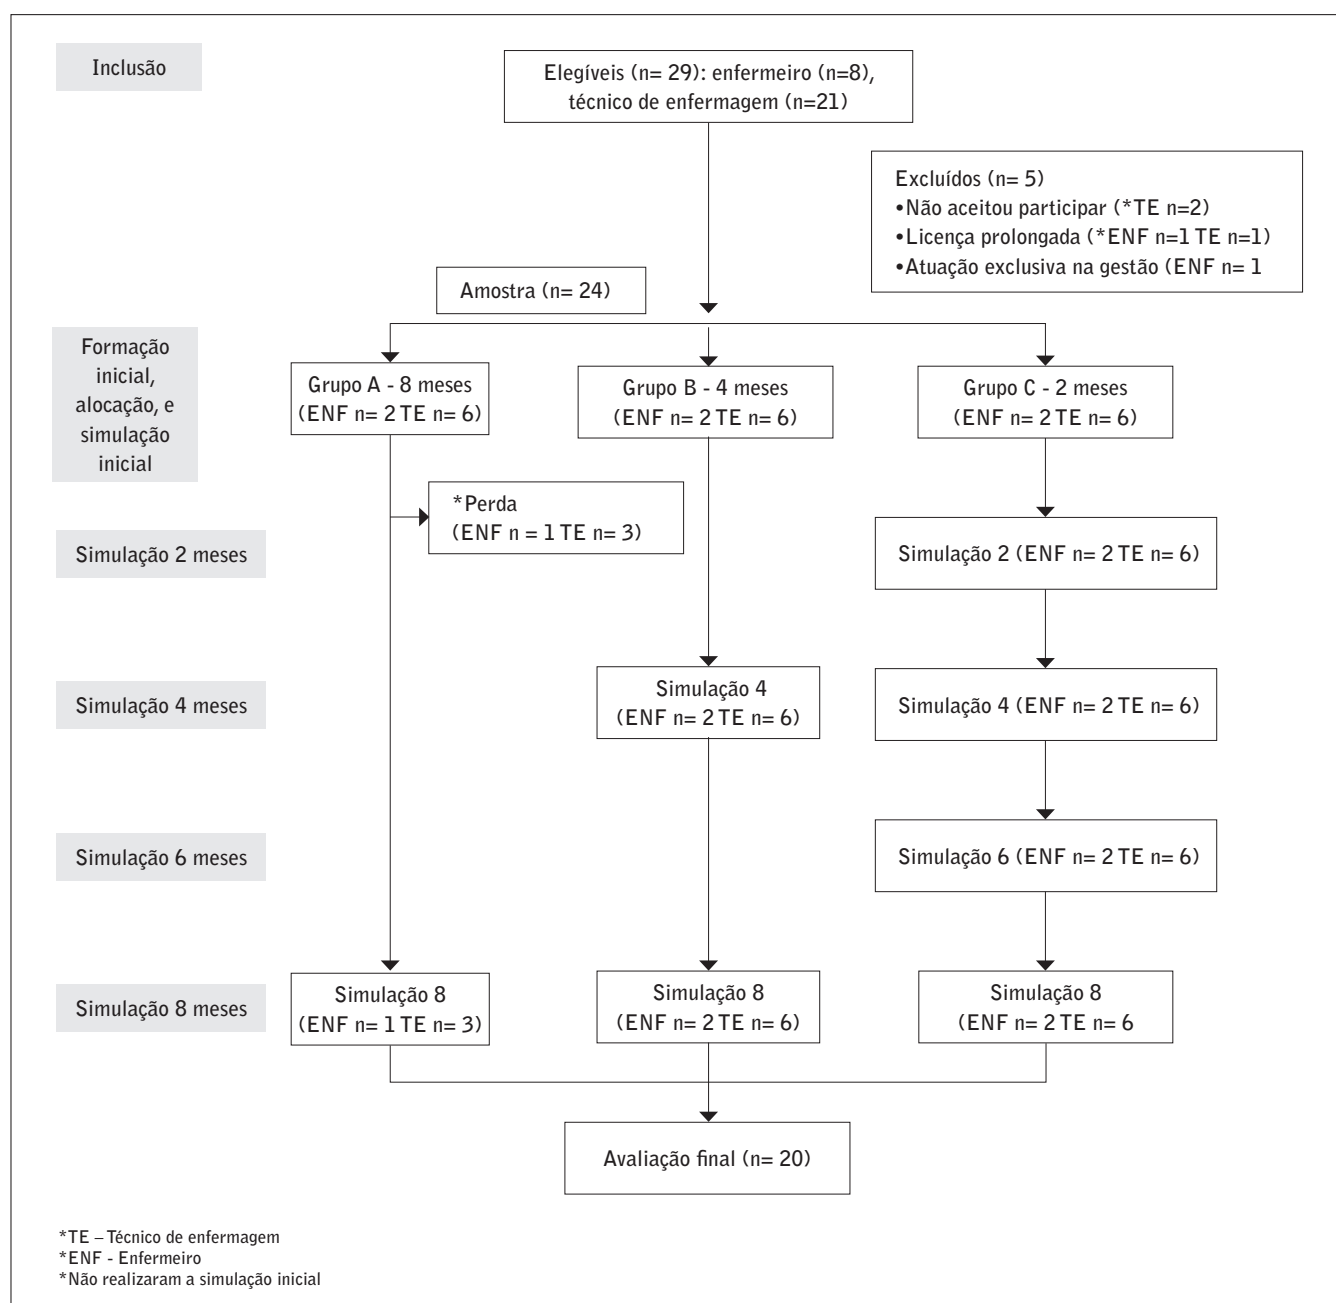 Inclusão
Elegíveis (n= 29): enfermeiro (n=8),
técnico de enfermagem (n=21)
Excluídos (n= 5)
•Não aceitou participar (*TE n=2)
•Licença prolongada (*ENF n=1 TE n=1)
•Atuação exclusiva na gestão (ENF n= 1
Amostra (n= 24)
Formação
inicial,
alocação, e
simulação
inicial
Grupo A - 8 meses
(ENF n= 2 TE n= 6)
Grupo B - 4 meses
(ENF n= 2 TE n= 6)
Grupo C - 2 meses
(ENF n= 2 TE n= 6)
*Perda
(ENF n = 1 TE n= 3)
Simulação 2 meses
Simulação 2 (ENF n= 2 TE n= 6)
Simulação 4 meses
Simulação 4
(ENF n= 2 TE n= 6)
Simulação 4 (ENF n= 2 TE n= 6)
Simulação 6 meses
Simulação 6 (ENF n= 2 TE n= 6)
Simulação 8 meses
Simulação 8
(ENF n= 1 TE n= 3)
Simulação 8
(ENF n= 2 TE n= 6)
Simulação 8
(ENF n= 2 TE n= 6
Avaliação final (n= 20)
*TE – Técnico de enfermagem
*ENF - Enfermeiro
*Não realizaram a simulação inicial